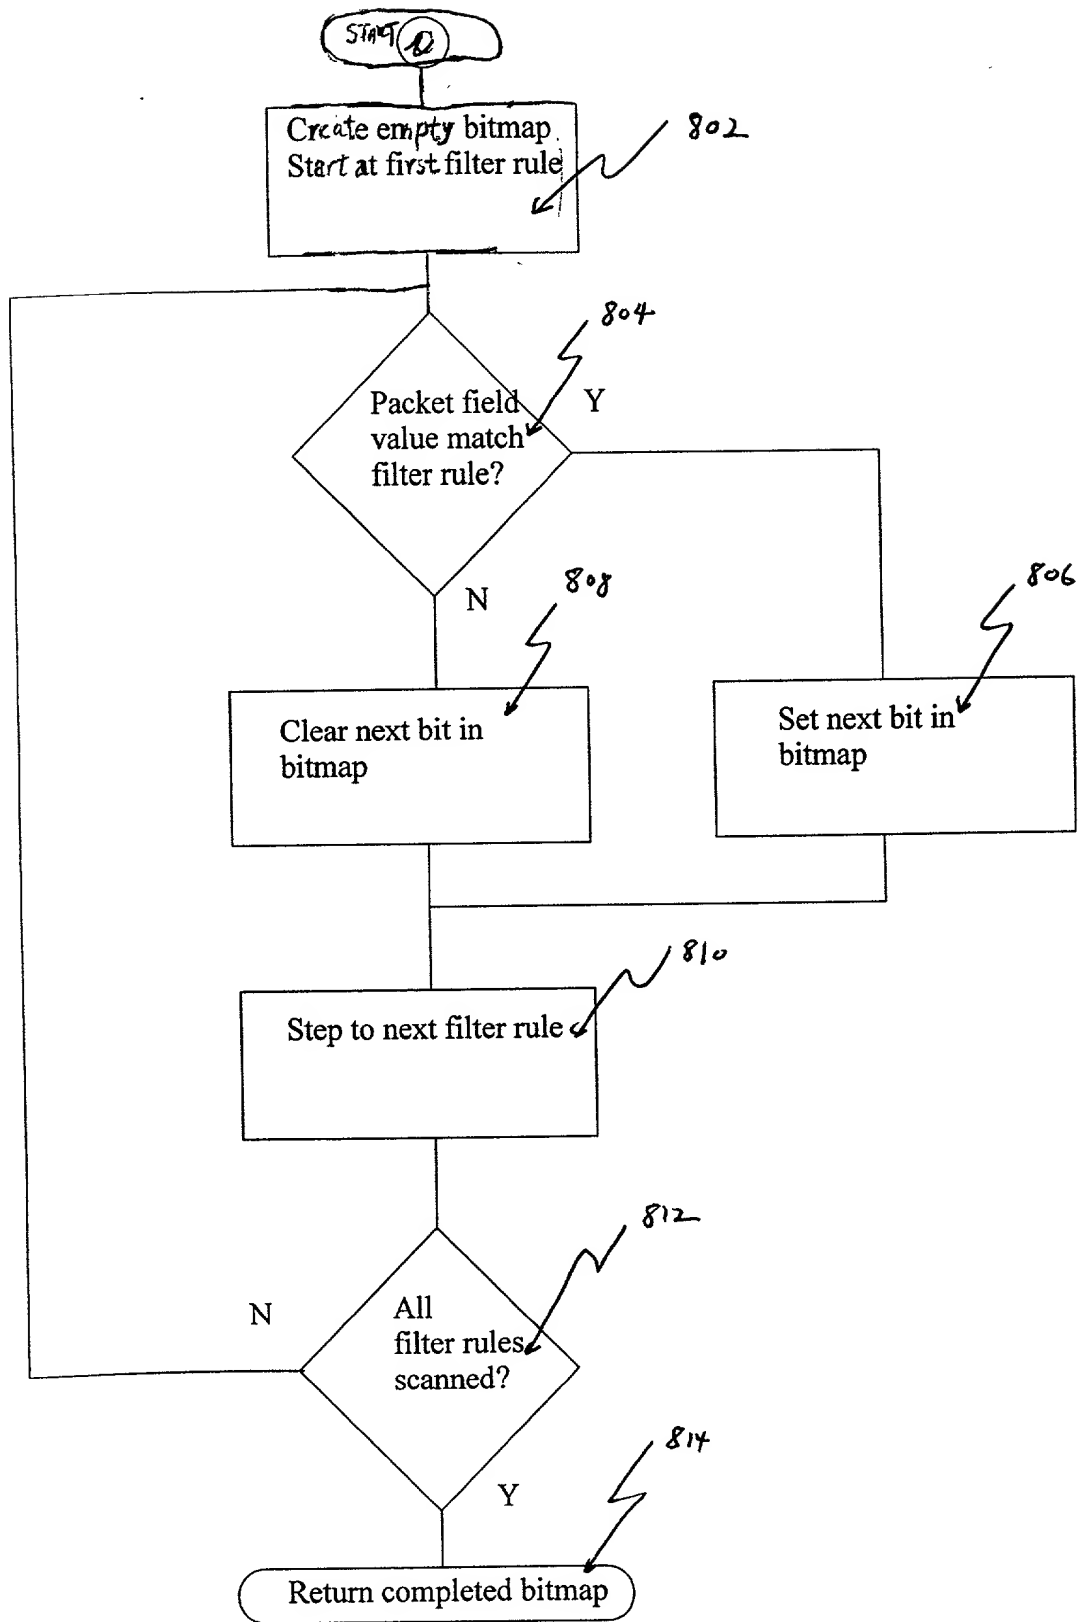 START
Create empty bitmap
Start at first filter rule
802
804
Packet field
value match
filter rule?
Y
N
808
806
Clear next bit in
bitmap
Set next bit in
bitmap
810
Step to next filter rule
812
N
All
filter rules
scanned?
Y
814
Return completed bitmap